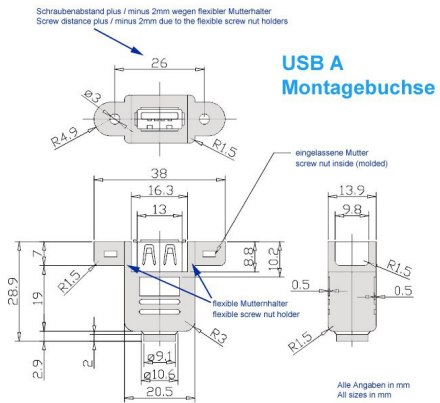 Schraubenabstand plus / minus 2mm wegen flexibler Mutterhalter
Screw distance plus / minus 2mm due to the flexible screw nut holders
USB A
Montagebuchse
26
ø3
R4.9
R1.5
eingelassene Mutter
screw nut inside (molded)
38
16.3
13
13.9
9.8
7
8.8
10.2
R1.5
R1.5
28.9
19
0.5
0.5
flexible Mutternhalter
flexible screw nut holder
R3
R1.5
2.9
2
ø9.1
ø10.6
20.5
Alle Angaben in mm
All sizes in mm